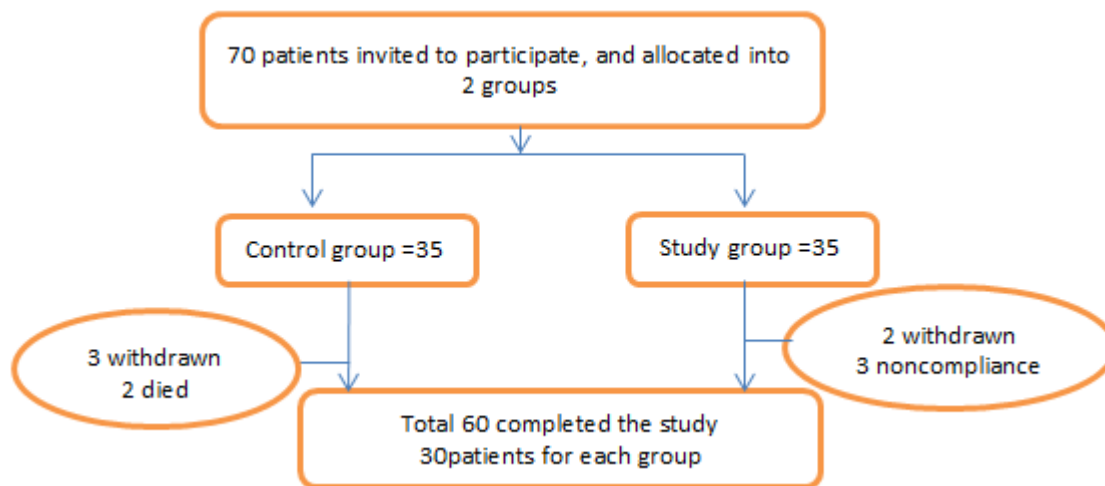 70 patients invited to participate, and allocated into
2 groups
Control group =35
Study group =35
3 withdrawn
2 died
2 withdrawn
3 noncompliance
Total 60 completed the study
30patients for each group